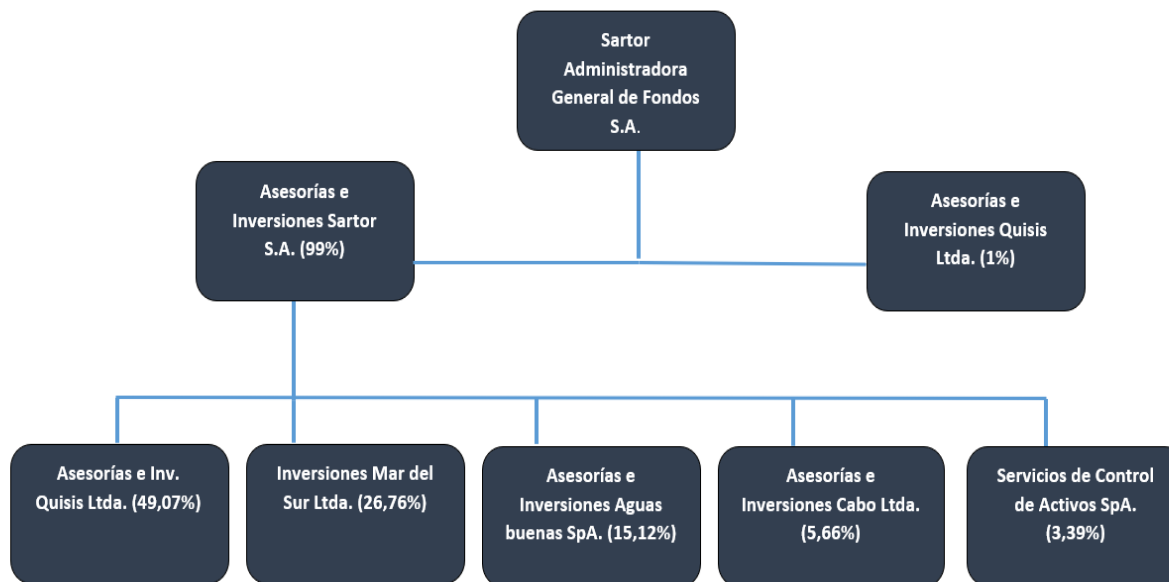 Sartor
Administradora
General de Fondos
S.A.
Asesorías e
Inversiones Sartor
S.A. (99%)
Asesorías e
Inversiones Quisis
Ltda. (1%)
Asesorías e Inv.
Quisis Ltda. (49,07%)
Inversiones Mar del
Sur Ltda. (26,76%)
Asesorías e
Inversiones Aguas
buenas SpA. (15,12%)
Asesorías e
Inversiones Cabo Ltda.
(5,66%)
Servicios de Control
de Activos SpA.
(3,39%)